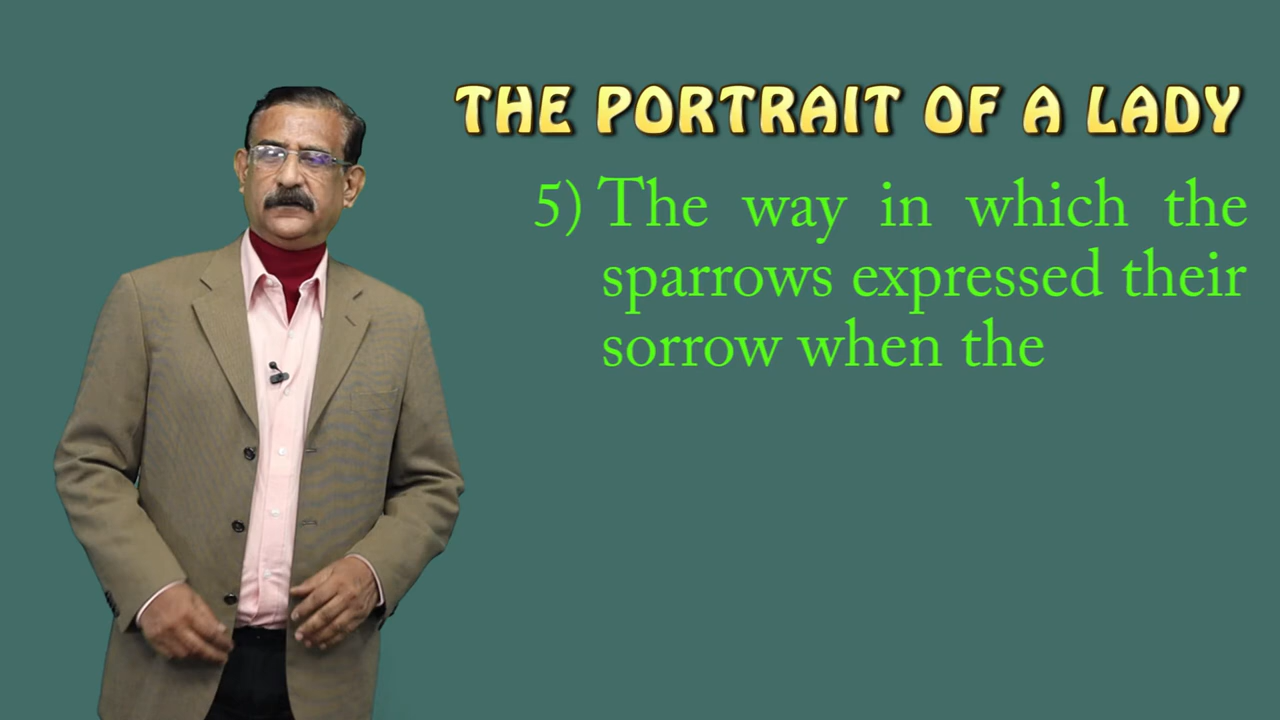 THE PORTRAIT OF A LADY
5) The way in which the
sparrows expressed their
sorrow when the